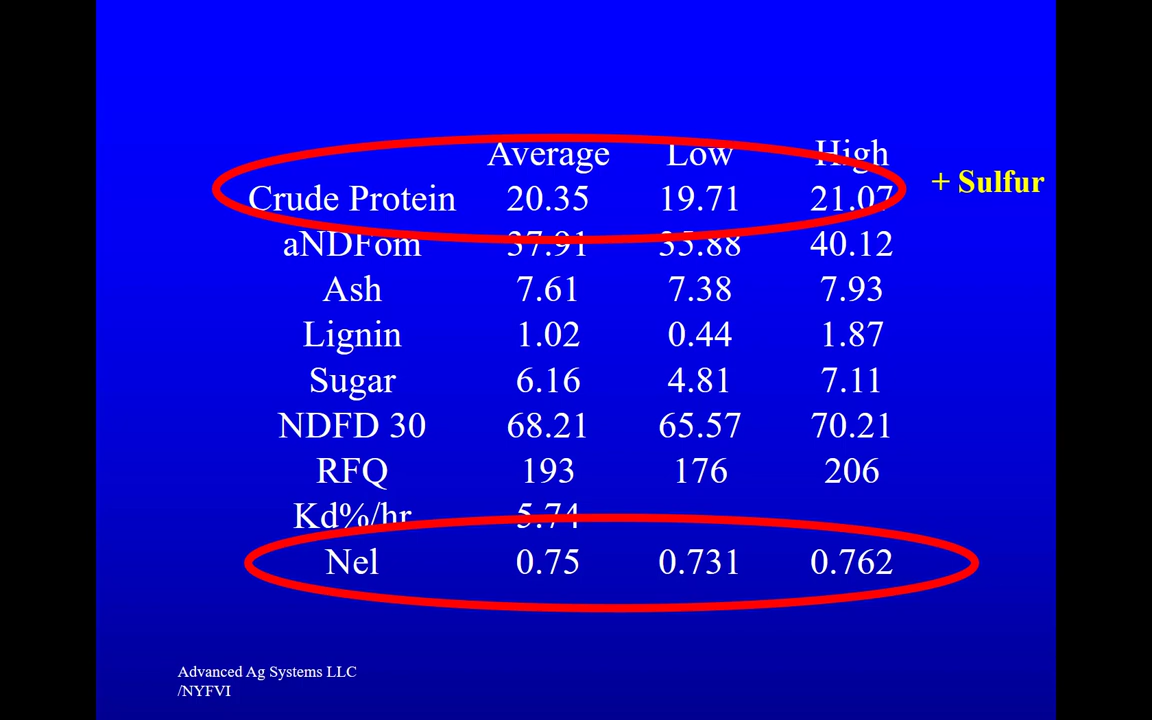 Average Low High
+ Sulfur
Crude Protein 20.35 19.71 21.07
aNDFom 37.91 35.88 40.12
Ash 7.61 7.38 7.93
Lignin 1.02 0.44 1.87
Sugar 6.16 4.81 7.11
NDFD 30 68.21 65.57 70.21
RFQ 193 176 206
Kd%/hr 5.74
Nel 0.75 0.731 0.762
Advanced Ag Systems LLC
/NYFVI